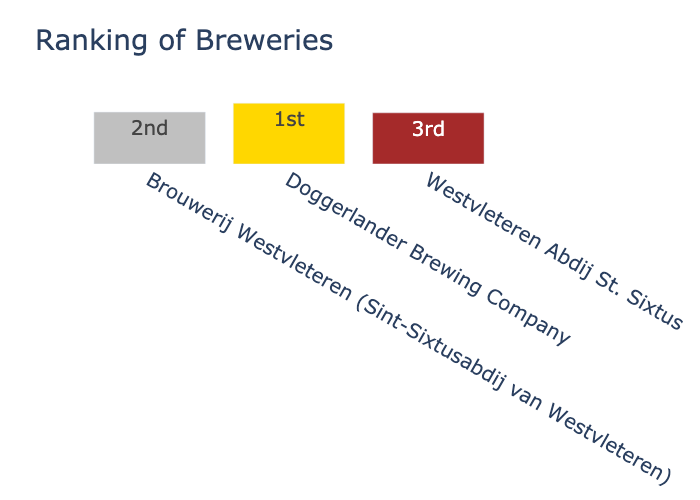 Ranking of Breweries
2nd
1st
3rd
Brouwerij Westvleteren (Sint-Sixtusabdij van Westvleteren)
Doggerlander Brewing Company
Westvleteren Abdij St. Sixtus